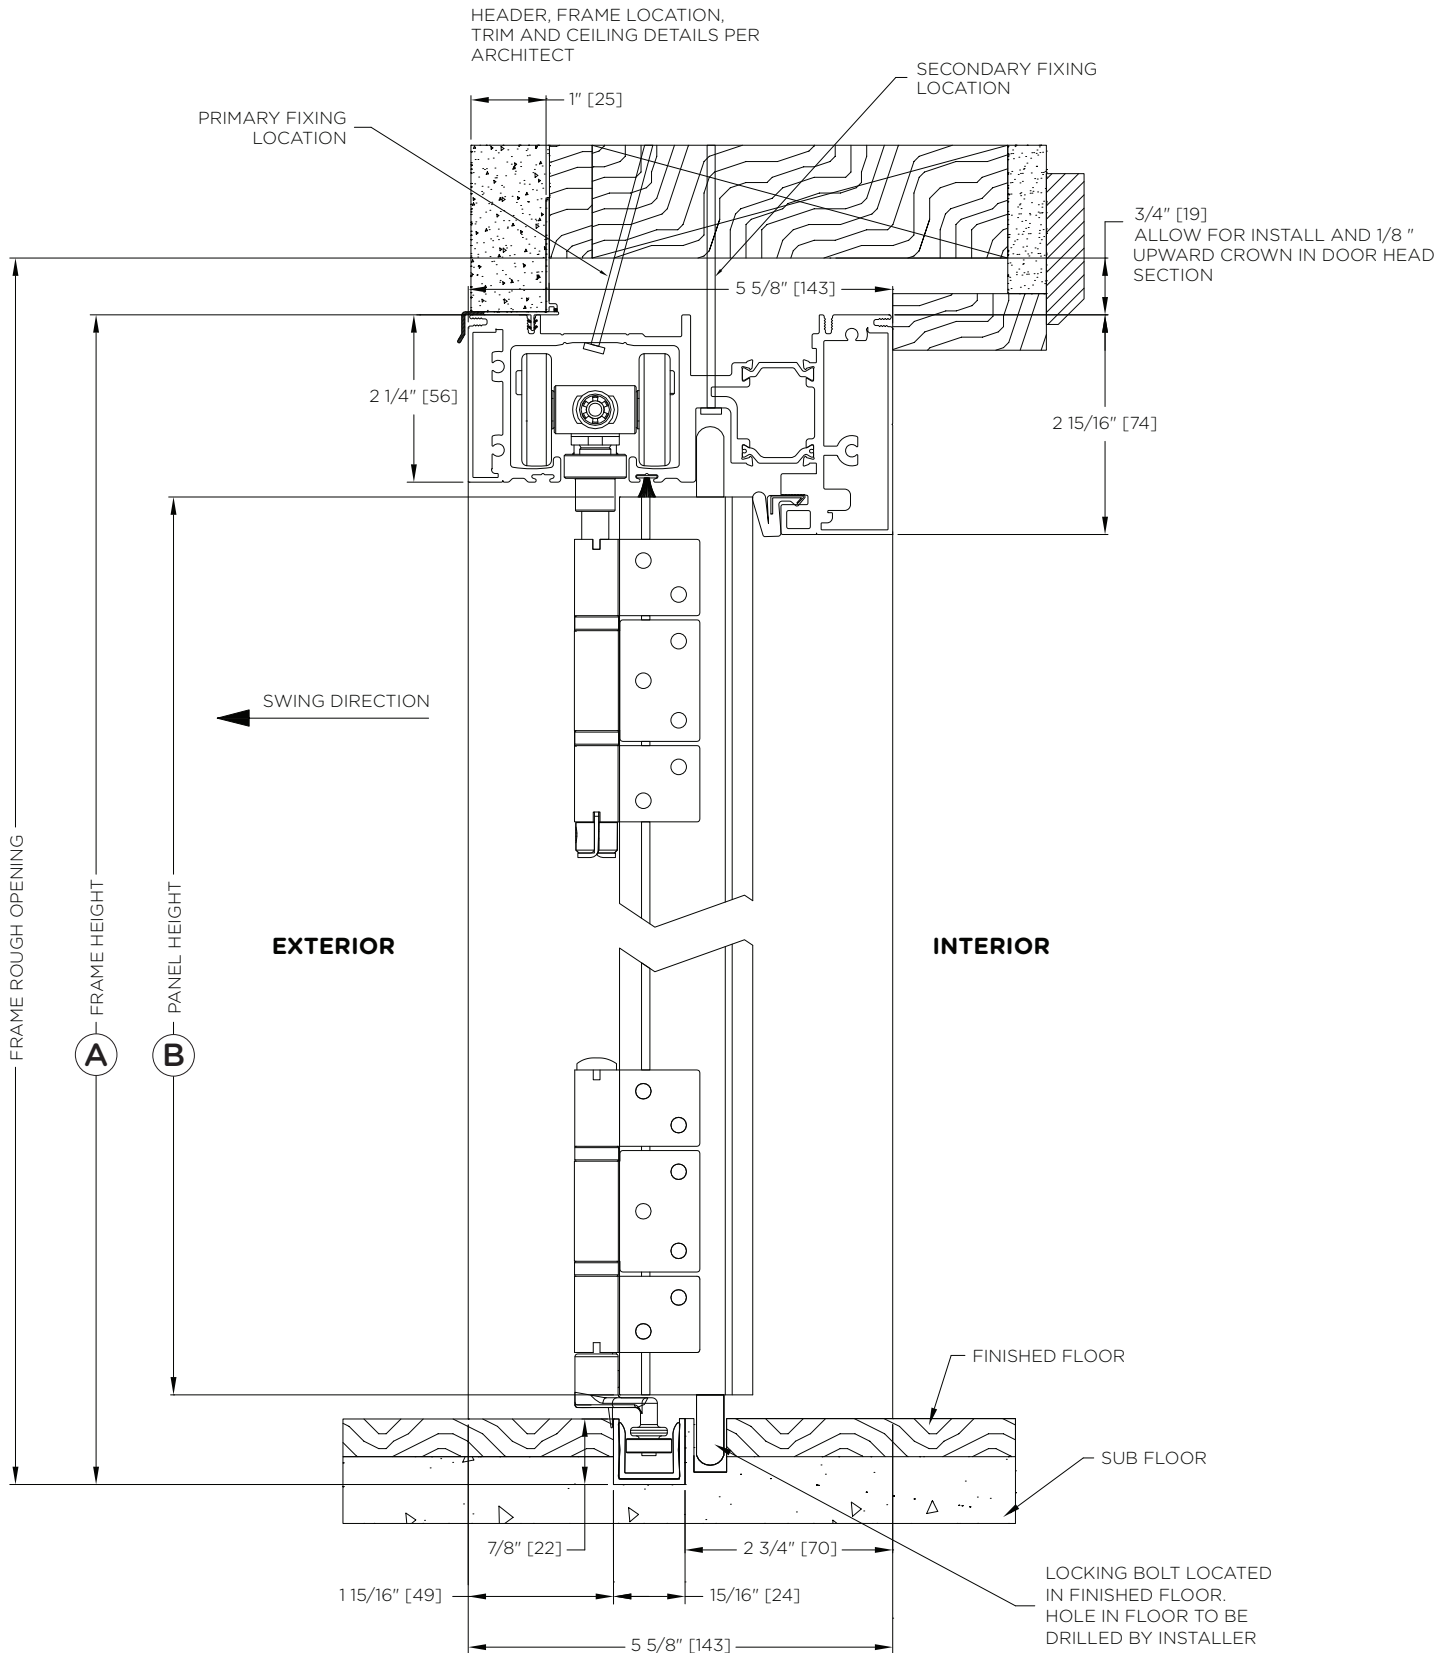 HEADER, FRAME LOCATION,
TRIM AND CEILING DETAILS PER
ARCHITECT
SECONDARY FIXING
LOCATION
1" [25]
PRIMARY FIXING
LOCATION
3/4" [19]
ALLOW FOR INSTALL AND 1/8 "
UPWARD CROWN IN DOOR HEAD
SECTION
5 5/8" [143]
2 1/4" [56]
2 15/16" [74]
SWING DIRECTION
FRAME ROUGH OPENING
FRAME HEIGHT
A
PANEL HEIGHT
B
EXTERIOR
INTERIOR
FINISHED FLOOR
SUB FLOOR
7/8" [22]
2 3/4" [70]
1 15/16" [49]
15/16" [24]
LOCKING BOLT LOCATED
IN FINISHED FLOOR.
HOLE IN FLOOR TO BE
DRILLED BY INSTALLER
5 5/8" [143]